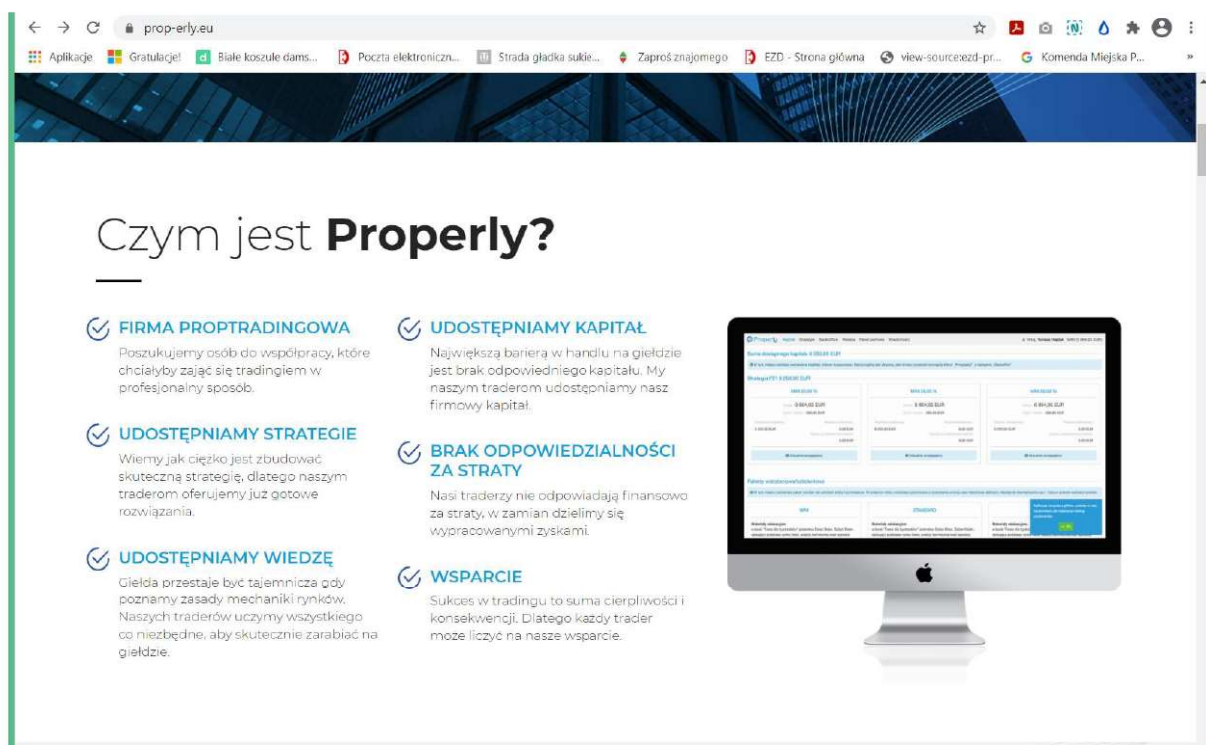 prop-erly.eu
Aplikacje
Gratulacje!
Białe koszule dams...
Poczta elektroniczn...
Strada gładka sukie...
Zaproś znajomego
EZD - Strona główna
view-source:ezd-pr...
Komenda Miejska P...
»
Czym jest Properly?
FIRMA PROPTRADINGOWA
Poszukujemy osób do współpracy, które
chciałyby zająć się tradingiem w
profesjonalny sposób.
UDOSTĘPNIAMY STRATEGIE
Wiemy jak ciężko jest zbudować
skuteczną strategię, dlatego naszym
traderom oferujemy już gotowe
rozwiązania.
UDOSTĘPNIAMY WIEDZĘ
Giełda przestaje być tajemnicza gdy
poznamy zasady mechaniki rynków.
Naszych traderów uczymy wszystkiego
co niezbędne, aby skutecznie zarabiać na
giełdzie.
UDOSTĘPNIAMY KAPITAŁ
Największą barierą w handlu na giełdzie
jest brak odpowiedniego kapitału. My
naszym traderom udostępniamy nasz
firmowy kapitał.
BRAK ODPOWIEDZIALNOŚCI
ZA STRATY
Nasi traderzy nie odpowiadają finansowo
za straty, w zamian dzielimy się
wypracowanymi zyskami.
WSPARCIE
Sukces w tradingu to suma cierpliwości i
konsekwencji. Dlatego każdy trader
może liczyć na nasze wsparcie.
Properly